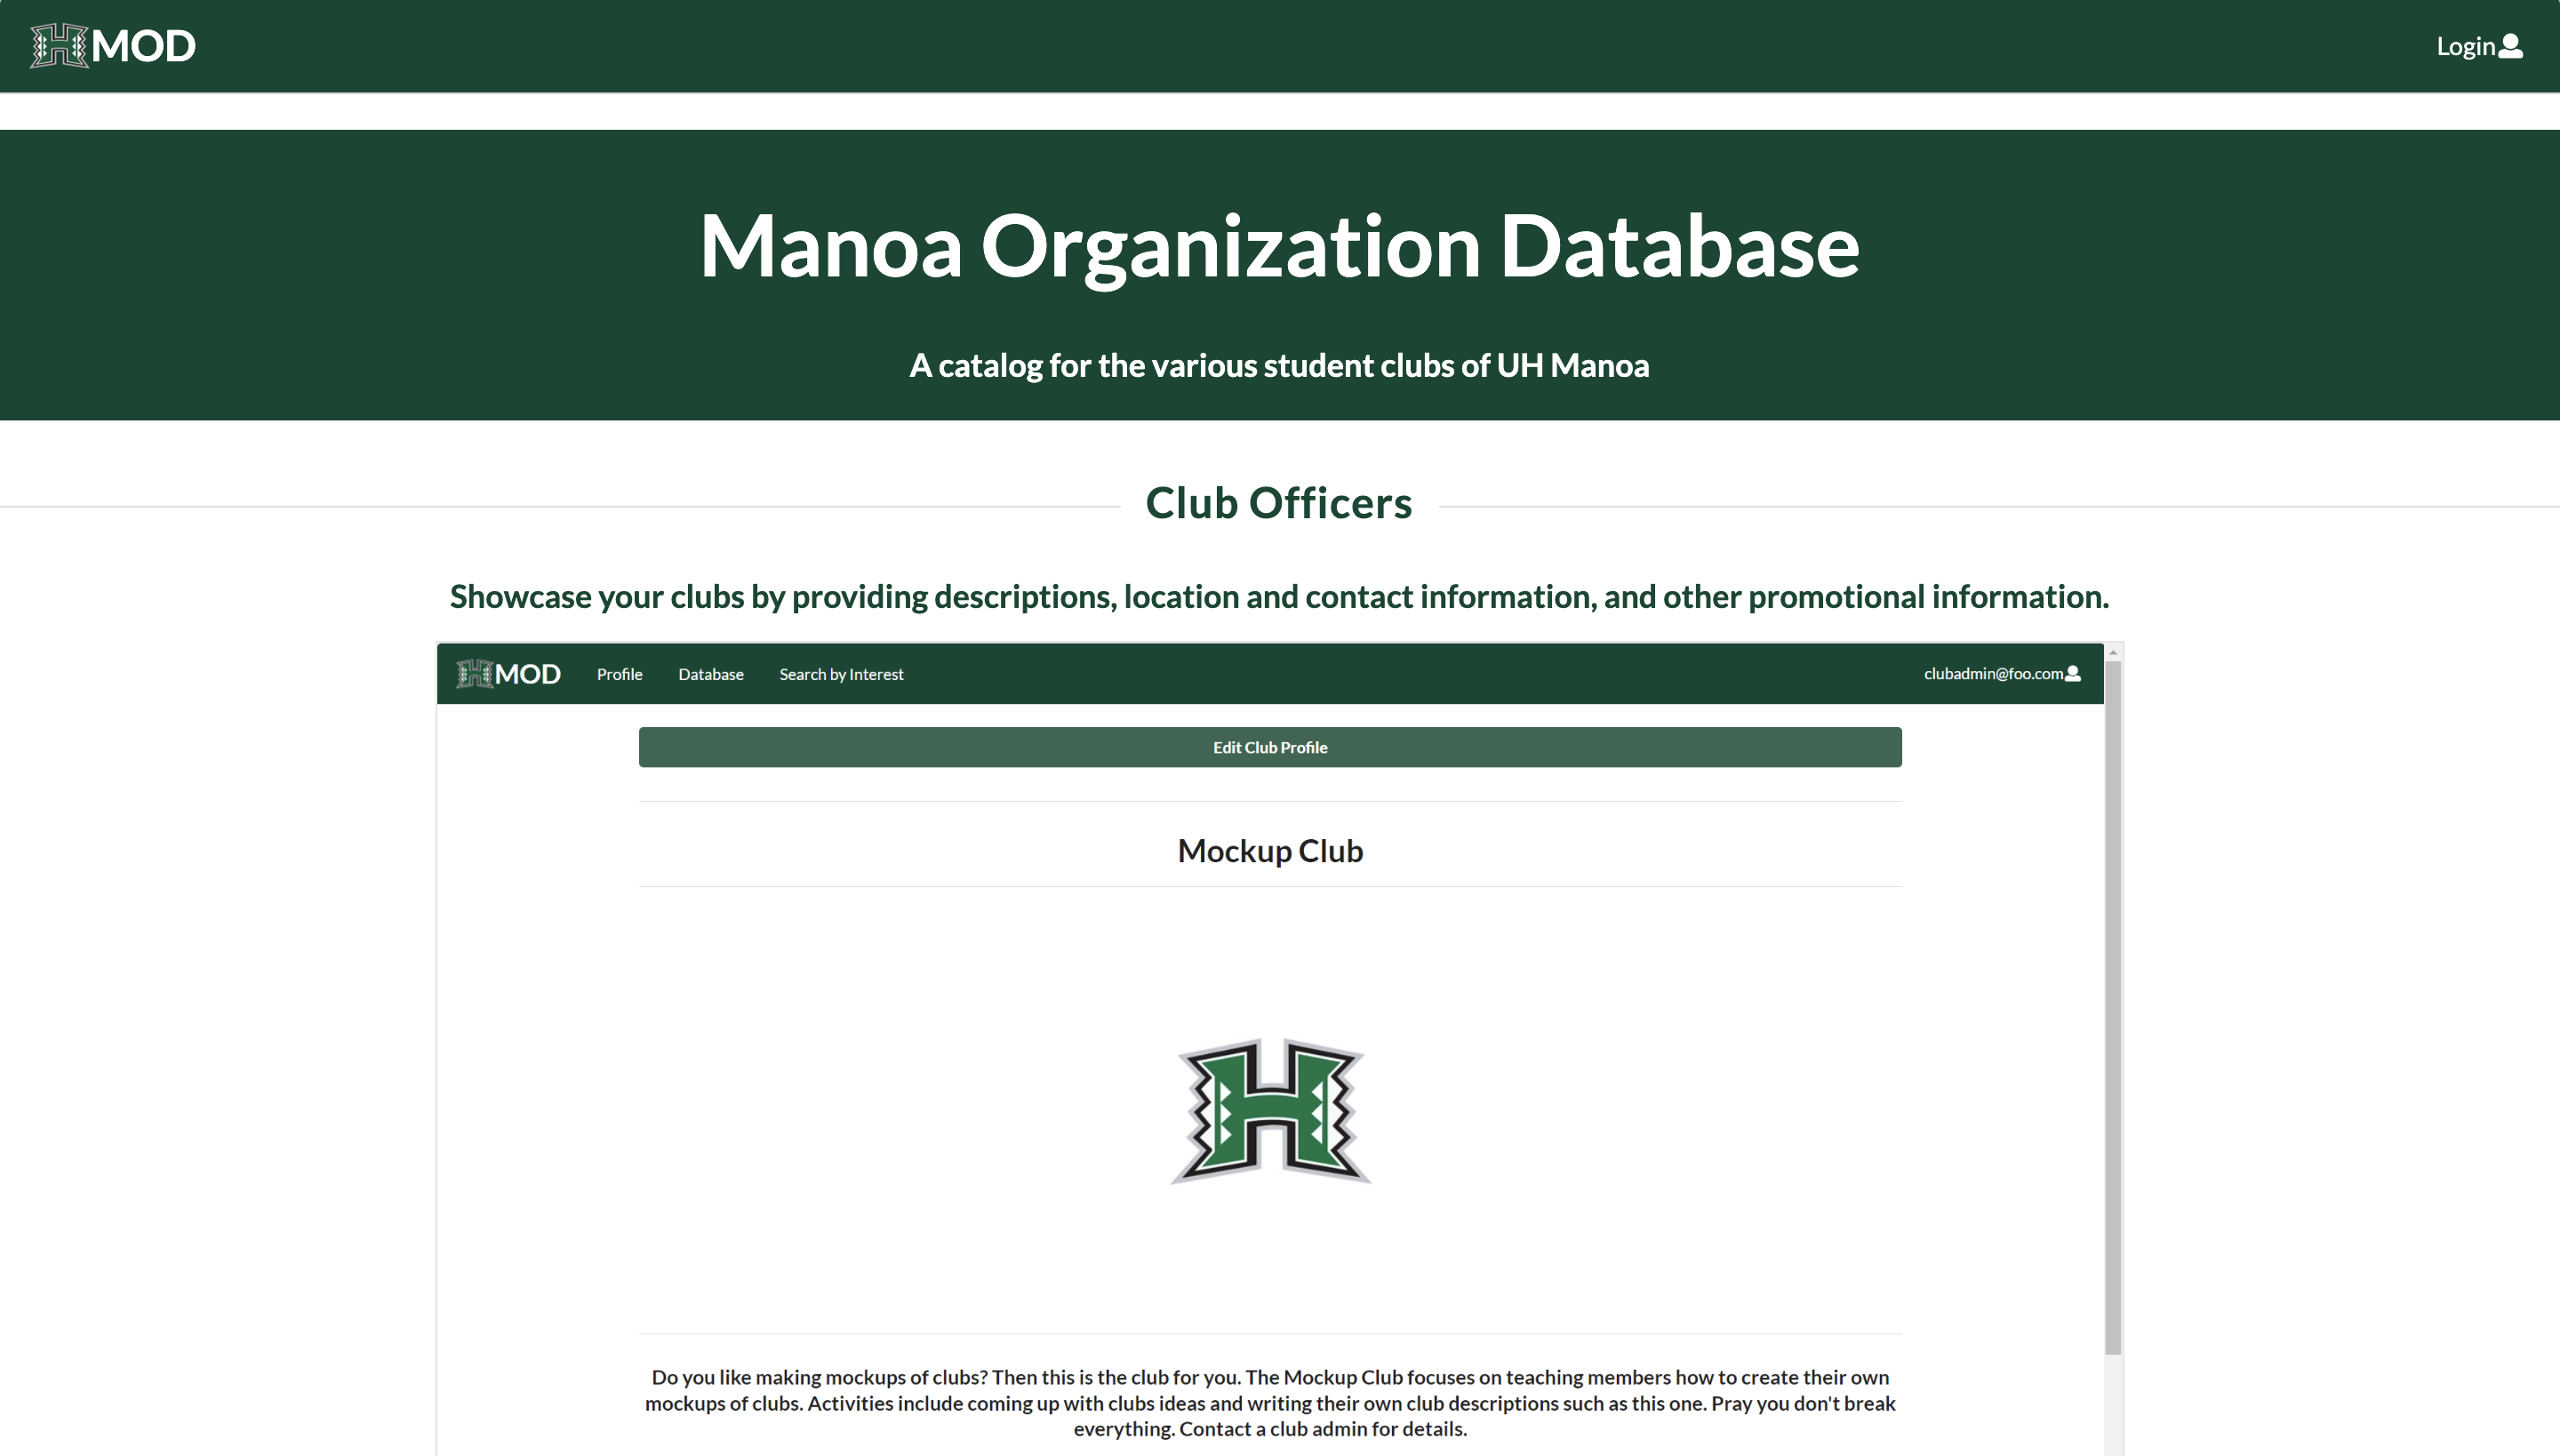 MOD
Login
Manoa Organization Database
A catalog for the various student clubs of UH Manoa
Club Officers
Showcase your clubs by providing descriptions, location and contact information, and other promotional information.
H MOD Profile Database Search by Interest clubadmin@foo.com
Edit Club Profile
Mockup Club
H
Do you like making mockups of clubs? Then this is the club for you. The Mockup Club focuses on teaching members how to create their own
mockups of clubs. Activities include coming up with clubs ideas and writing their own club descriptions such as this one. Pray you don't break
everything. Contact a club admin for details.